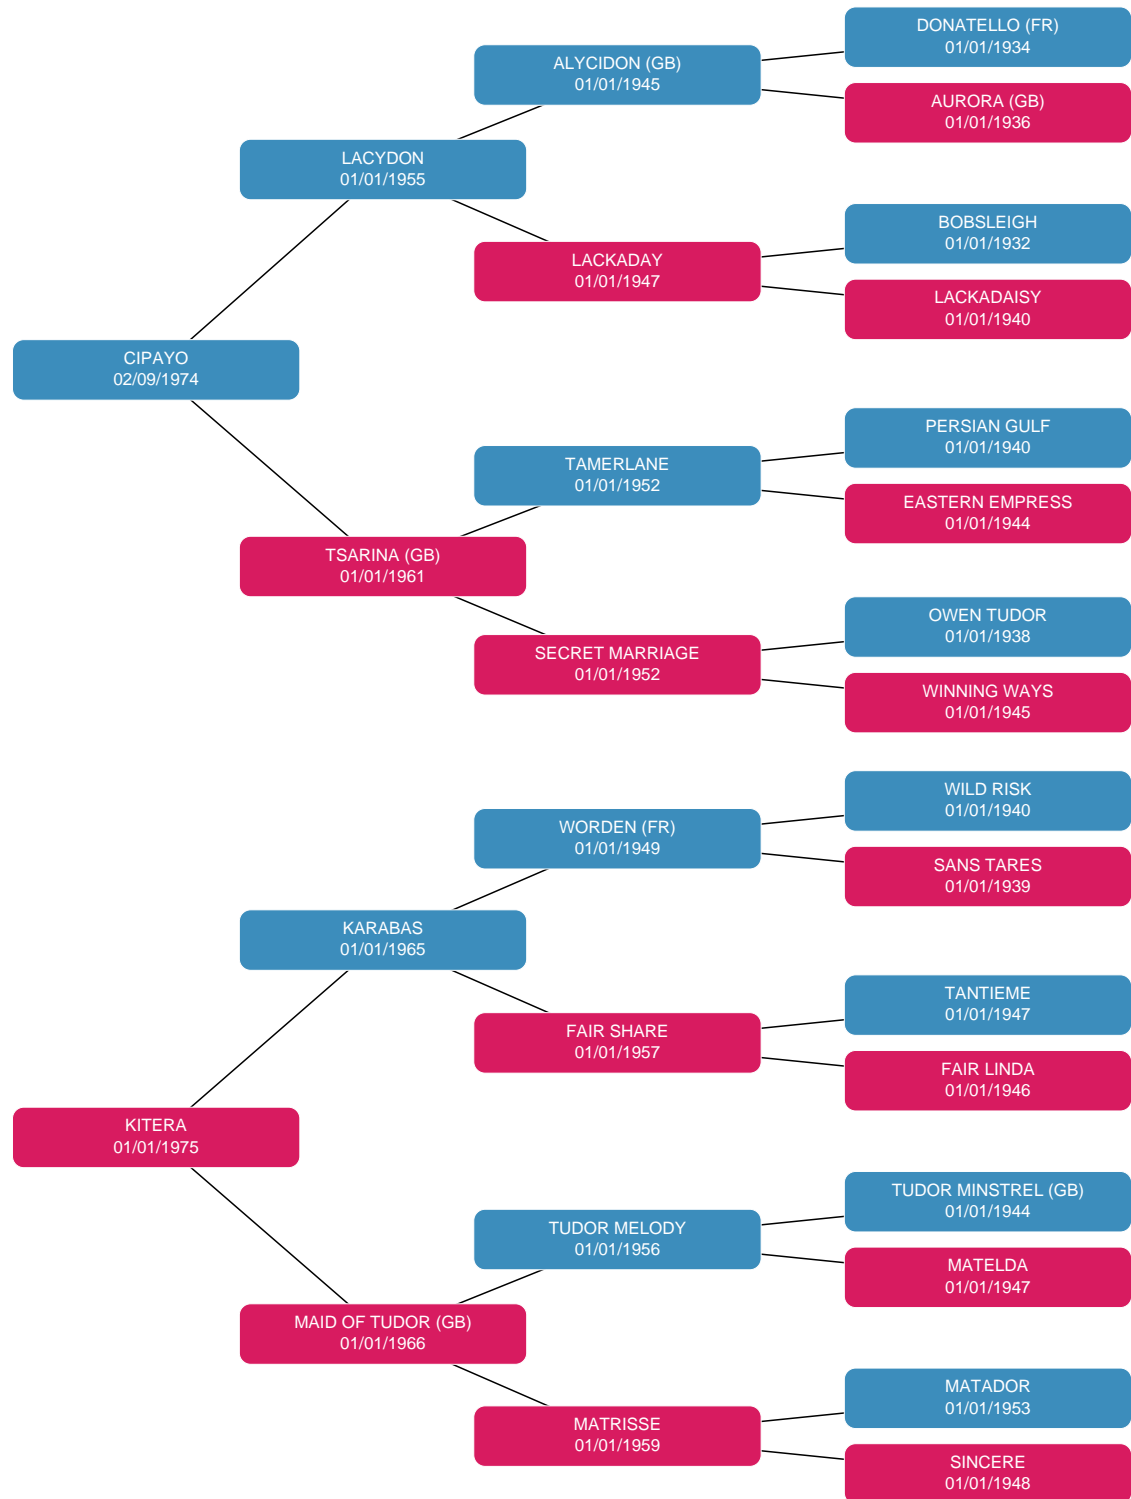 DONATELLO (FR)
01/01/1934
ALYCIDON (GB)
01/01/1945
AURORA (GB)
01/01/1936
LACYDON
01/01/1955
BOBSLEIGH
01/01/1932
LACKADAY
01/01/1947
LACKADAISY
01/01/1940
CIPAYO
02/09/1974
PERSIAN GULF
01/01/1940
TAMERLANE
01/01/1952
EASTERN EMPRESS
01/01/1944
TSARINA (GB)
01/01/1961
OWEN TUDOR
01/01/1938
SECRET MARRIAGE
01/01/1952
WINNING WAYS
01/01/1945
WILD RISK
01/01/1940
WORDEN (FR)
01/01/1949
SANS TARES
01/01/1939
KARABAS
01/01/1965
TANTIEME
01/01/1947
FAIR SHARE
01/01/1957
FAIR LINDA
01/01/1946
KITERA
01/01/1975
TUDOR MINSTREL (GB)
01/01/1944
TUDOR MELODY
01/01/1956
MATELDA
01/01/1947
MAID OF TUDOR (GB)
01/01/1966
MATADOR
01/01/1953
MATRISSE
01/01/1959
SINCERE
01/01/1948